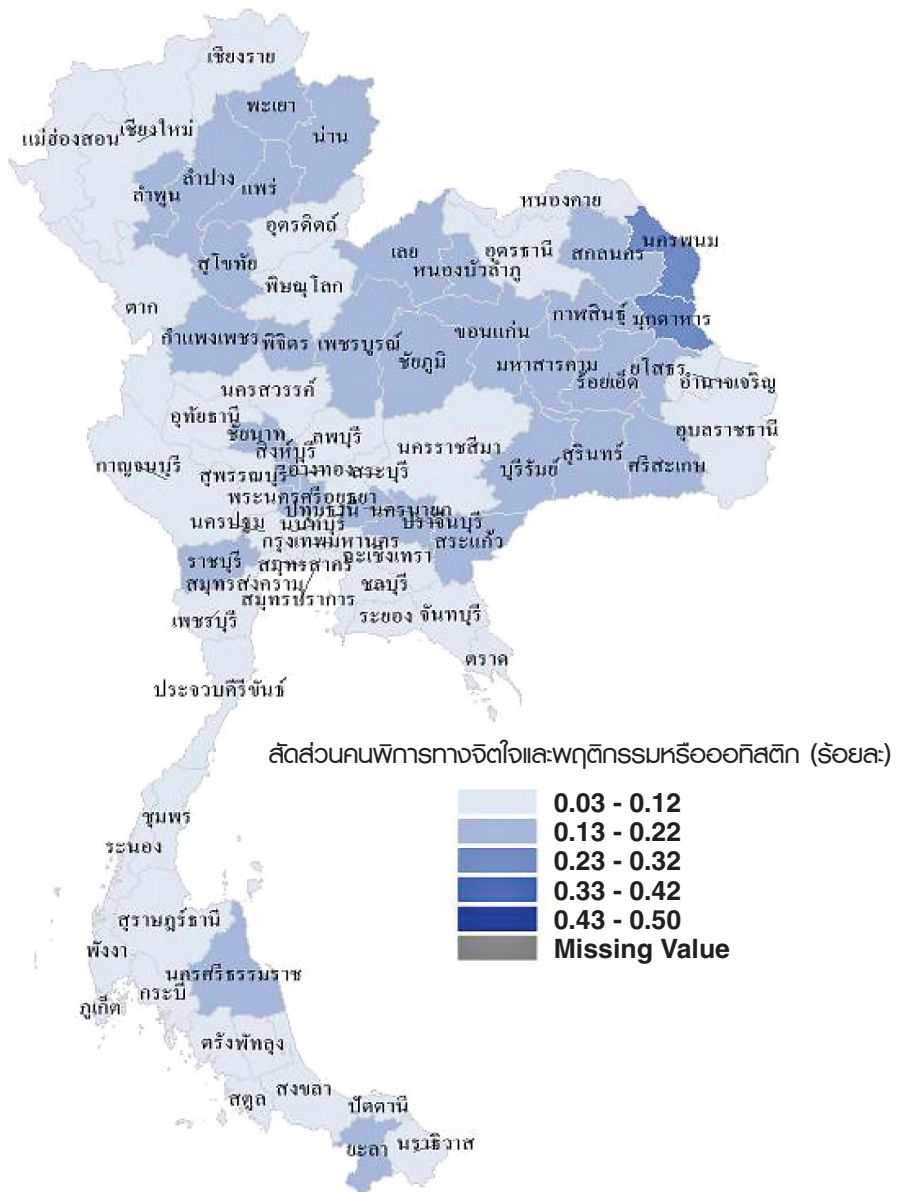 เชียงราย
พะเยา
แม่ฮ่องสอน เชียงใหม่ น่าน
ลำพูน ลำปาง แพร่
หนองคาย
อุตรดิตถ์
นครพนม
สุโขทัย เลย อุดรธานี สกลนคร
หนองบัวลำภู
พิษณุโลก
ตาก
กาฬสินธุ์ มุกดาหาร
กำแพงเพชร พิจิตร เพชรบูรณ์ ขอนแก่น
ชัยภูมิ มหาสารคาม ยโสธร
ร้อยเอ็ด อำนาจเจริญ
นครสวรรค์
อุทัยธานี
ชัยนาท ลพบุรี อุบลราชธานี
สิงห์บุรี นครราชสีมา
กาญจนบุรี สุพรรณบุรี อ่างทอง สระบุรี บุรีรัมย์ สุรินทร์ ศรีสะเกษ
พระนครศรีอยุธยา
ปทุมธานี นครนายก
นครปฐม นนทบุรี ปราจีนบุรี
กรุงเทพมหานคร สระแก้ว
ราชบุรี สมุทรสาคร ฉะเชิงเทรา
สมุทรสงคราม ชลบุรี
สมุทรปราการ
เพชรบุรี ระยอง จันทบุรี
ตราด
ประจวบคีรีขันธ์
สัดส่วนคนพิการทางจิตใจและพฤติกรรมหรือออทิสติก (ร้อยละ)
0.03 - 0.12
0.13 - 0.22
0.23 - 0.32
0.33 - 0.42
0.43 - 0.50
Missing Value
ชุมพร
ระนอง
สุราษฎร์ธานี
พังงา
นครศรีธรรมราช
กระบี่
ภูเก็ต
ตรัง พัทลุง
สงขลา
สตูล ปัตตานี
ยะลา นราธิวาส